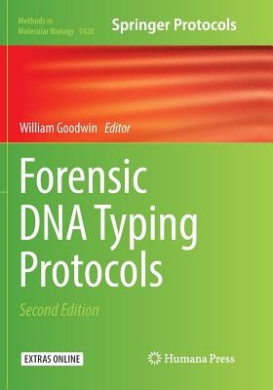 Methods in
Molecular Biology 1420
Springer Protocols
William Goodwin Editor
Forensic
DNA Typing
Protocols
Second Edition
EXTRAS ONLINE
Humana Press